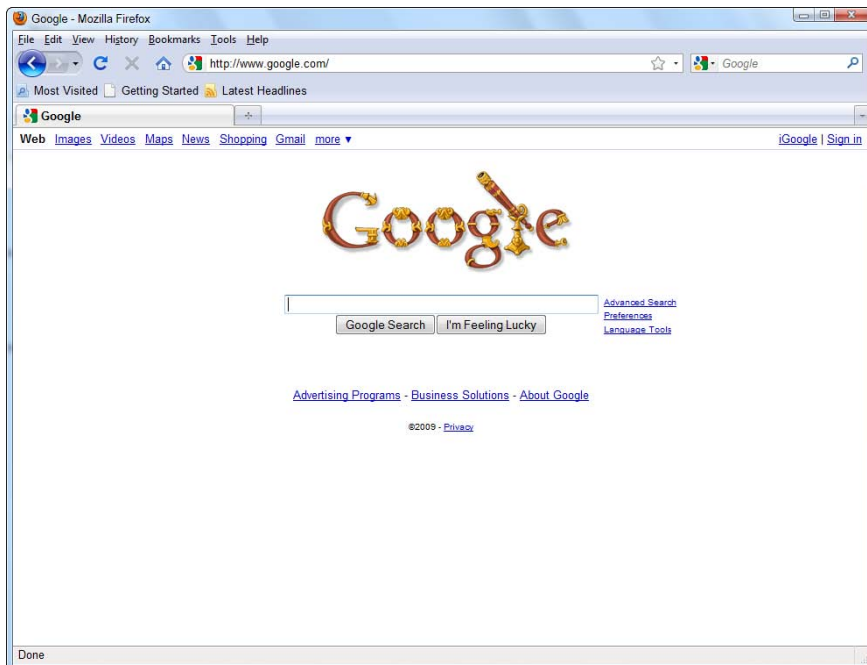 Google - Mozilla Firefox
File Edit View History Bookmarks Tools Help
http://www.google.com/ Google
Most Visited Getting Started Latest Headlines
Google
Web Images Videos Maps News Shopping Gmail more ▼ iGoogle | Sign in
Google
Advanced Search
Preferences
Language Tools
Google Search I'm Feeling Lucky
Advertising Programs - Business Solutions - About Google
©2009 - Privacy
Done